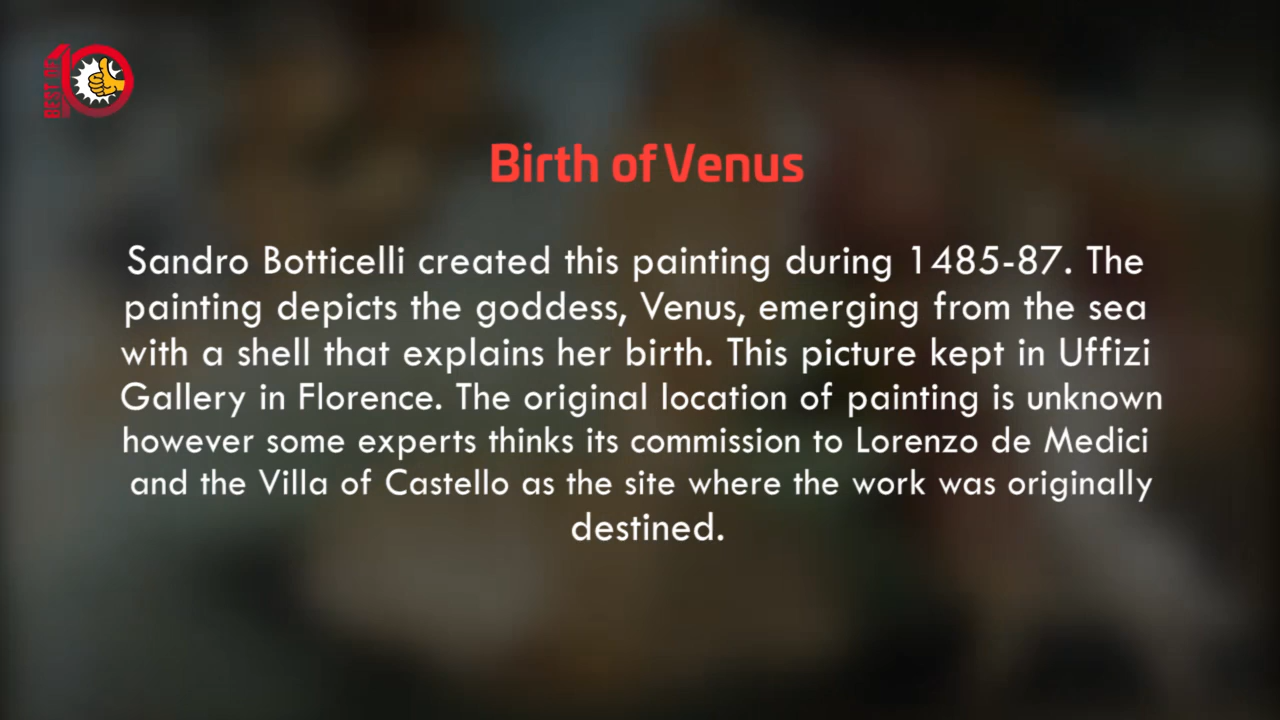 BEST OF 10
Birth of Venus
Sandro Botticelli created this painting during 1485-87. The
painting depicts the goddess, Venus, emerging from the sea
with a shell that explains her birth. This picture kept in Uffizi
Gallery in Florence. The original location of painting is unknown
however some experts thinks its commission to Lorenzo de Medici
and the Villa of Castello as the site where the work was originally
destined.